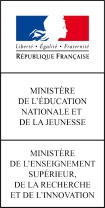 Liberté • Égalité • Fraternité
RÉPUBLIQUE FRANÇAISE
MINISTÈRE
DE L'ÉDUCATION
NATIONALE ET
DE LA JEUNESSE
MINISTÈRE
DE L'ENSEIGNEMENT
SUPÉRIEUR,
DE LA RECHERCHE
ET DE L'INNOVATION